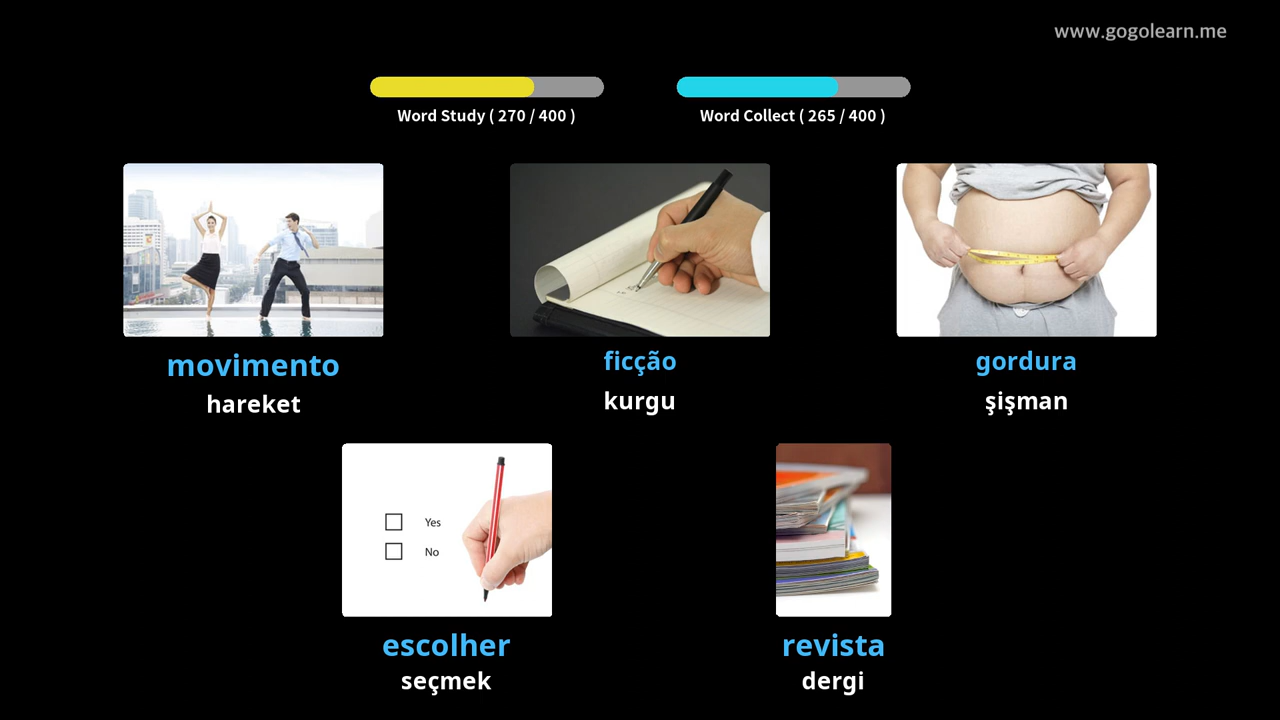 www.gogolearn.me
Word Study ( 270 / 400 )
Word Collect ( 265 / 400 )
movimento
hareket
ficção
kurgu
gordura
şişman
Yes
No
escolher
seçmek
revista
dergi